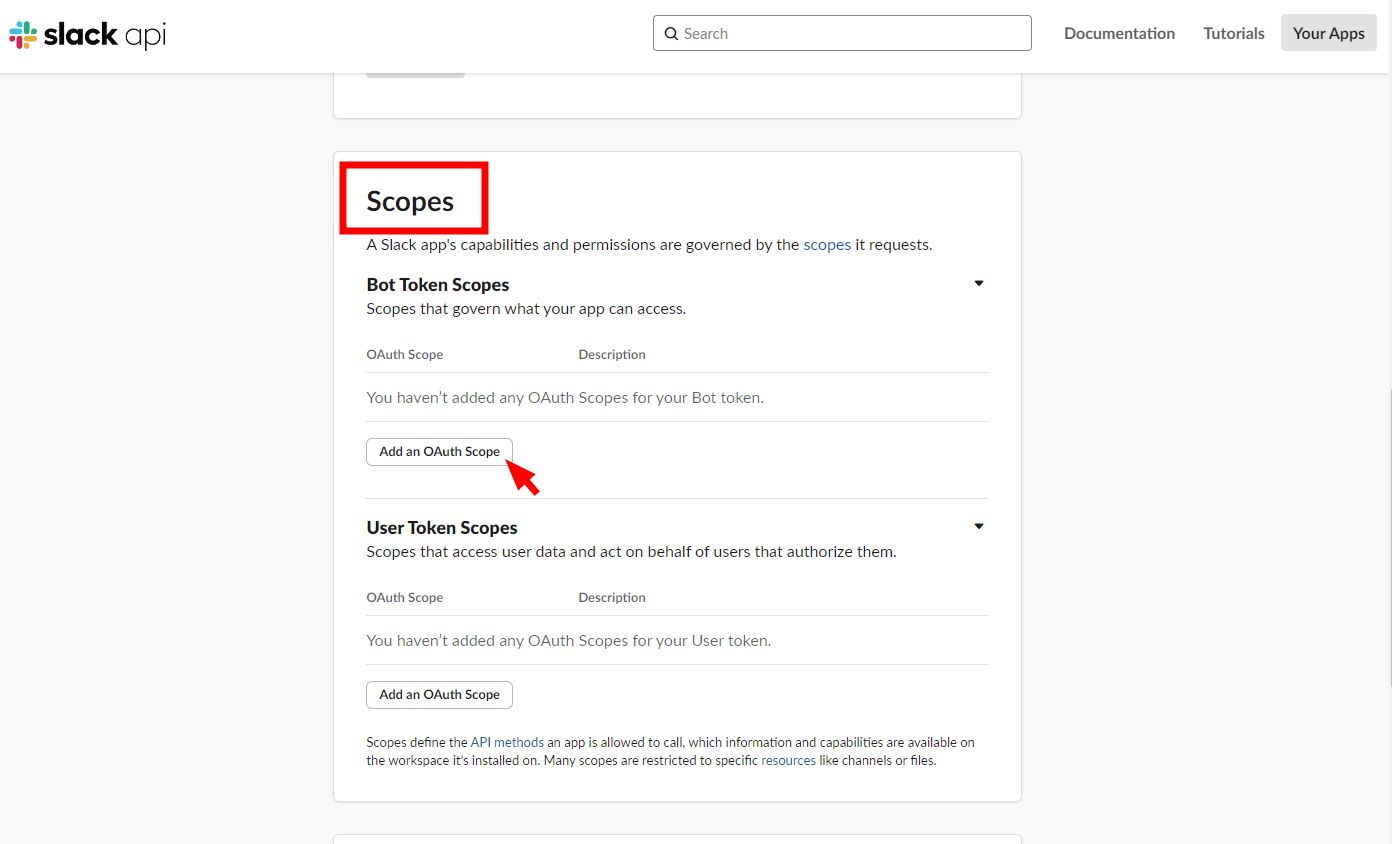 slack api
Search
Documentation
Tutorials
Your Apps
Scopes
A Slack app's capabilities and permissions are governed by the scopes it requests.
Bot Token Scopes
Scopes that govern what your app can access.
OAuth Scope Description
You haven't added any OAuth Scopes for your Bot token.
Add an OAuth Scope
User Token Scopes
Scopes that access user data and act on behalf of users that authorize them.
OAuth Scope Description
You haven't added any OAuth Scopes for your User token.
Add an OAuth Scope
Scopes define the API methods an app is allowed to call, which information and capabilities are available on
the workspace it's installed on. Many scopes are restricted to specific resources like channels or files.